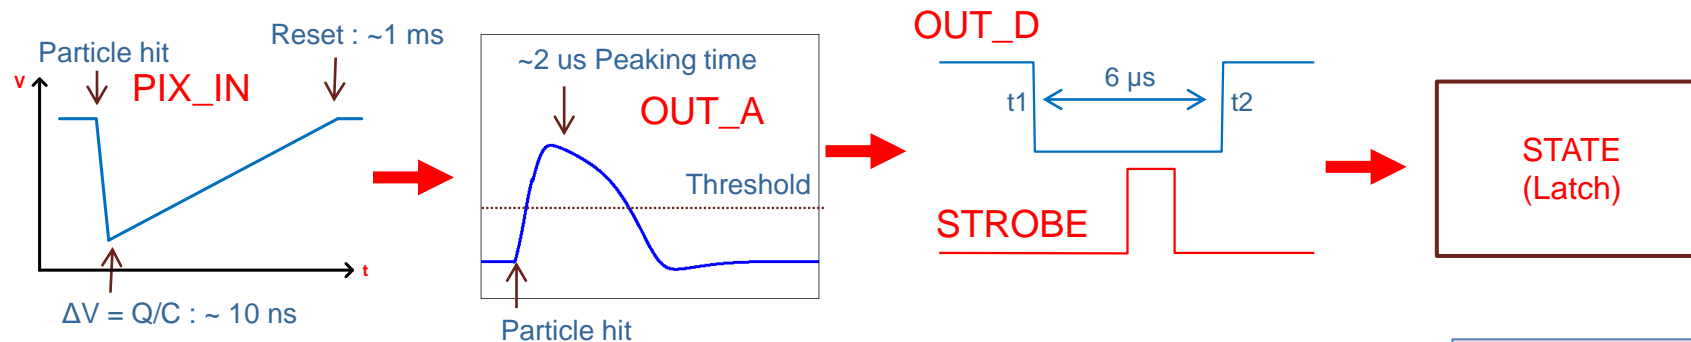 Particle hit
Reset : ~1 ms
V
PIX_IN
t
ΔV = Q/C : ~ 10 ns
~2 us Peaking time
OUT_A
Threshold
Particle hit
OUT_D
t1
6 µs
t2
STROBE
STATE
(Latch)